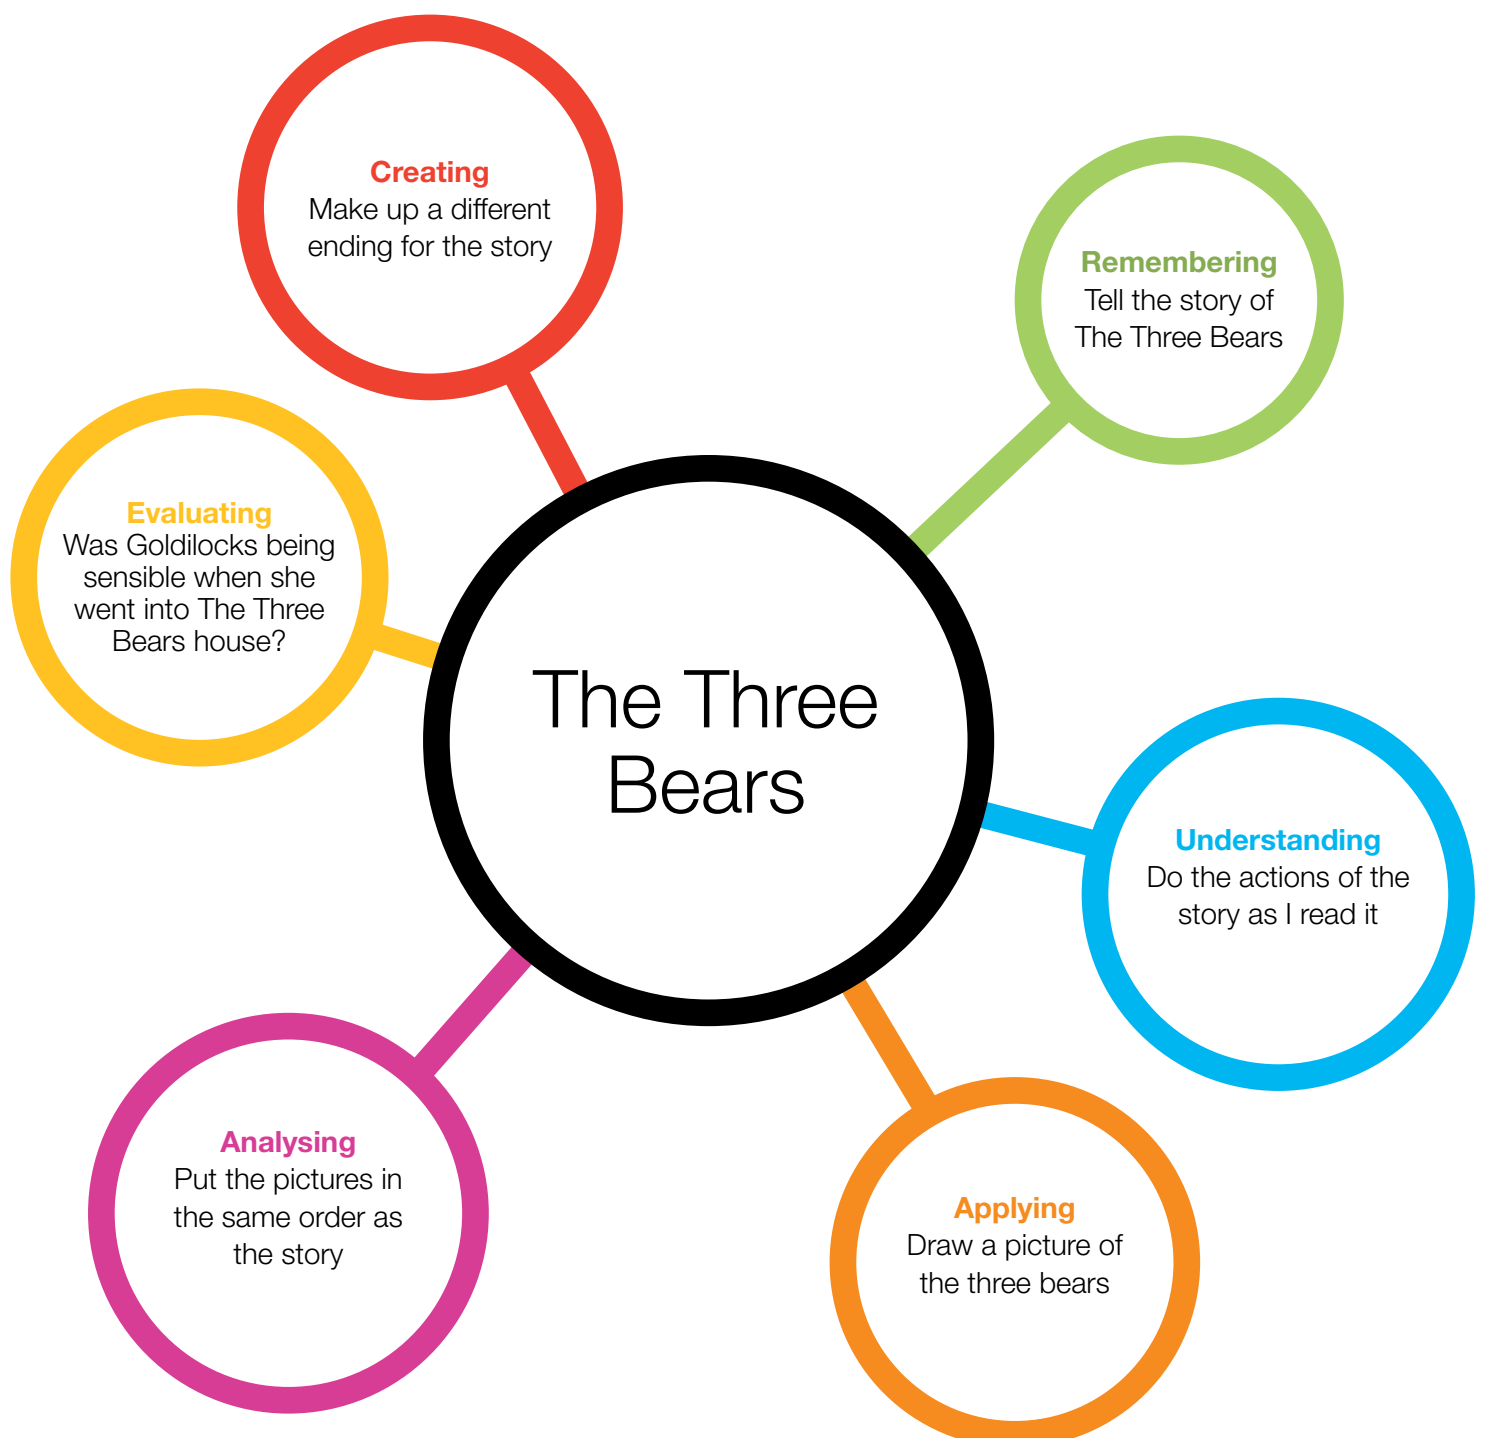 Creating
Make up a different
ending for the story
Remembering
Tell the story of
The Three Bears
Evaluating
Was Goldilocks being
sensible when she
went into The Three
Bears house?
The Three
Bears
Understanding
Do the actions of the
story as I read it
Analysing
Put the pictures in
the same order as
the story
Applying
Draw a picture of
the three bears